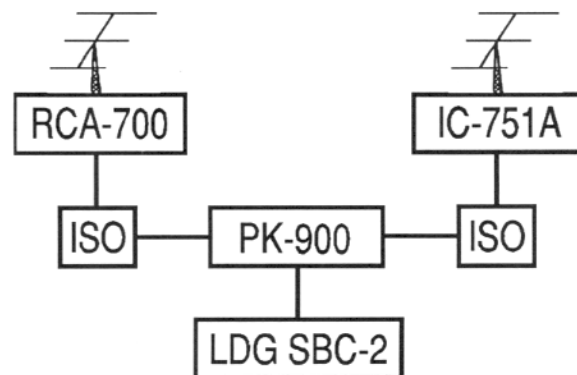 RCA-700
IC-751A
ISO
PK-900
ISO
LDG SBC-2